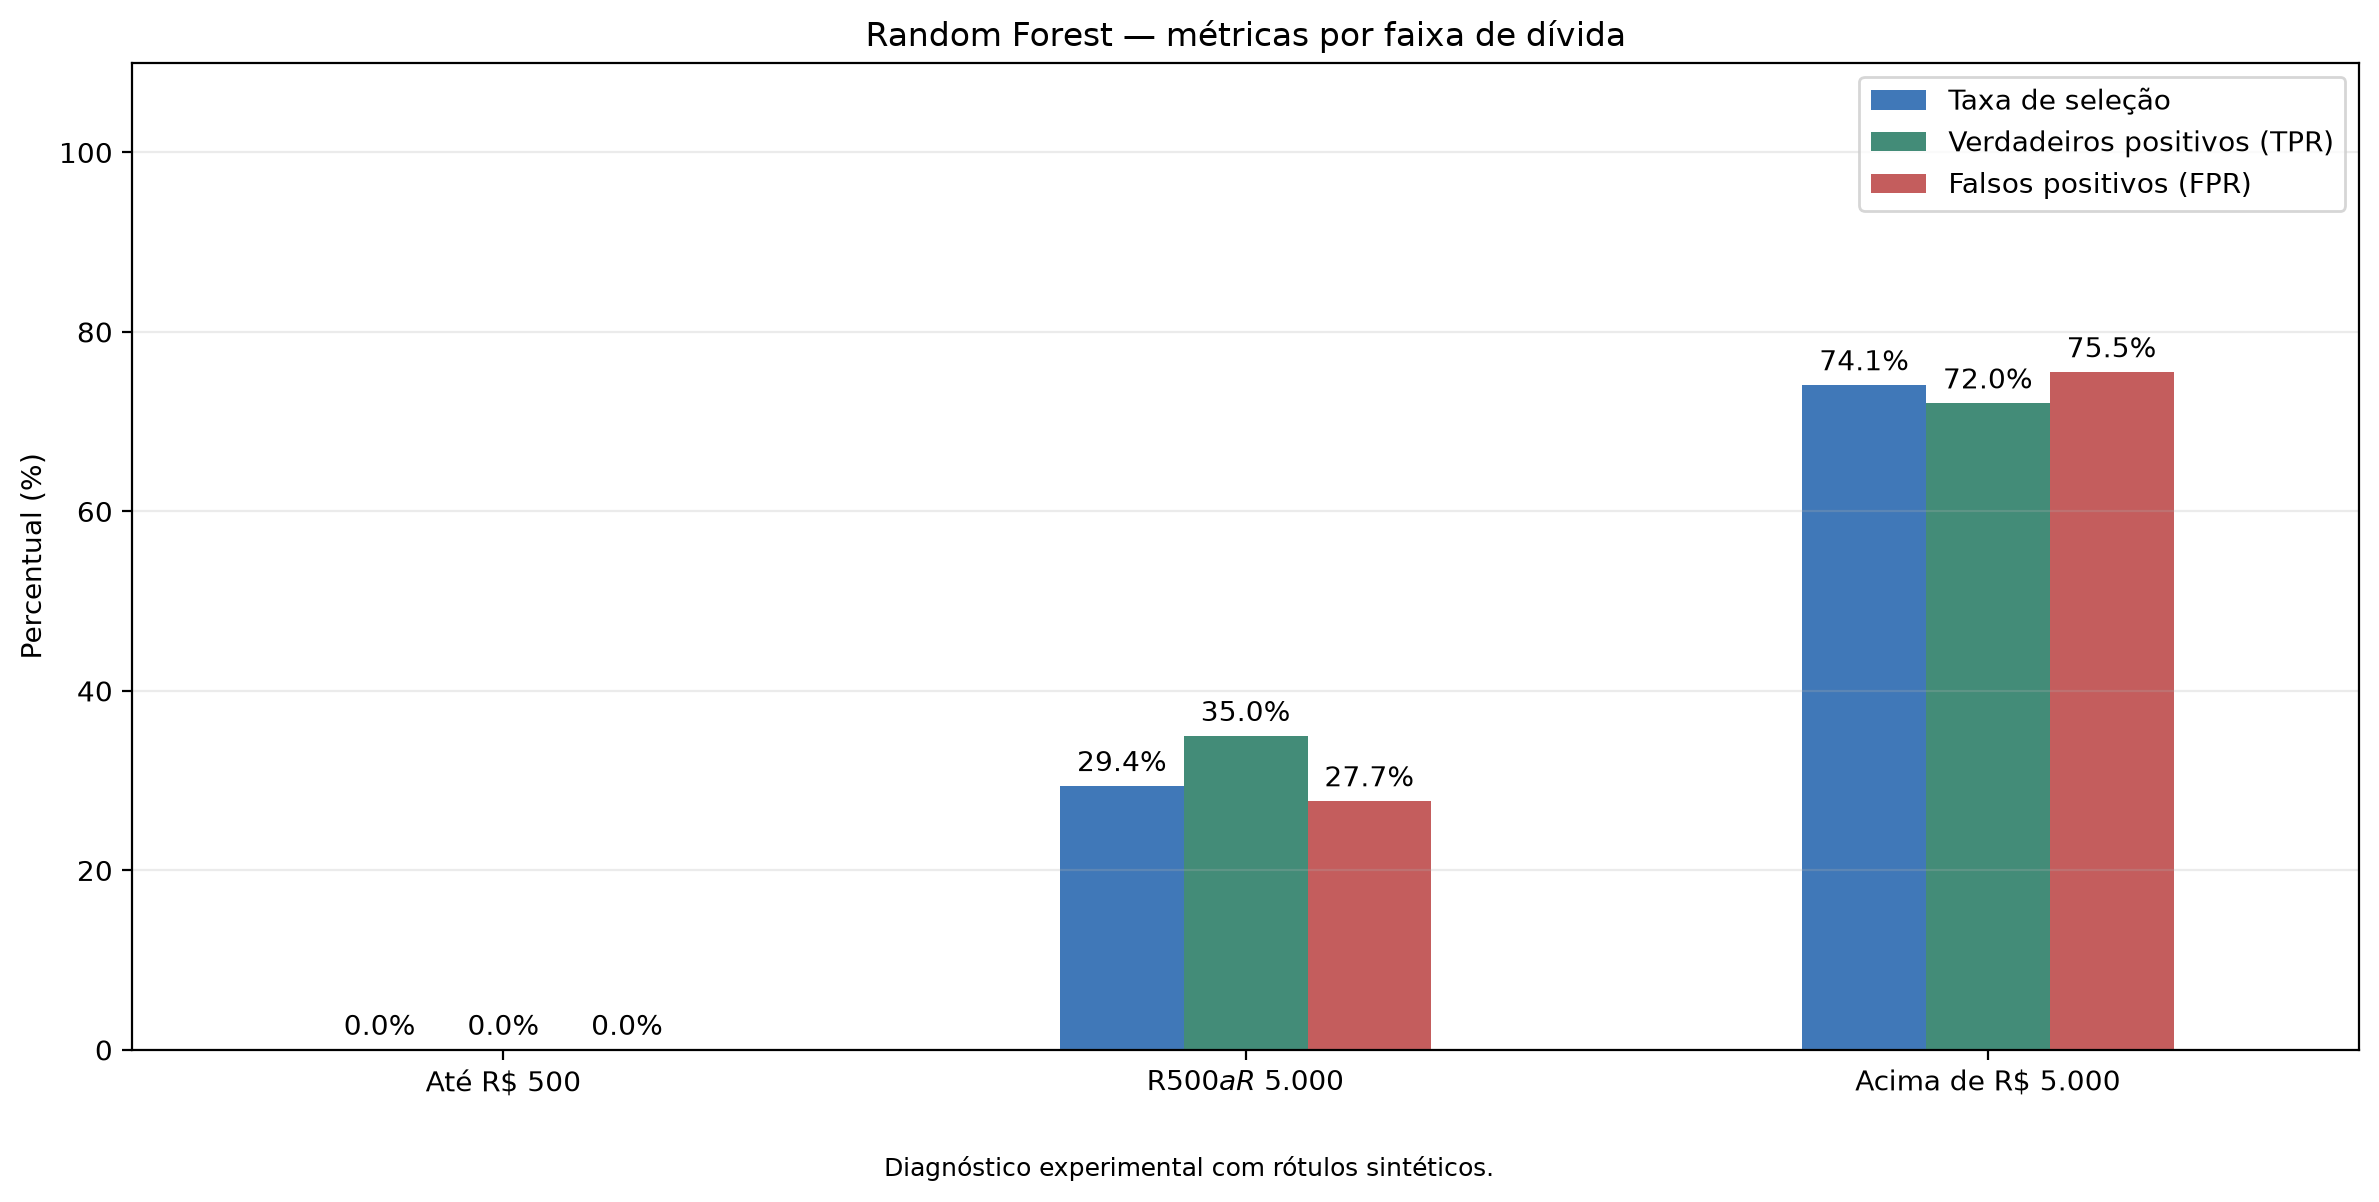 Random Forest — métricas por faixa de dívida
Taxa de seleção
Verdadeiros positivos (TPR)
Falsos positivos (FPR)
Percentual (%)
100
80
60
40
20
0
0.0% 0.0% 0.0%
29.4% 35.0% 27.7%
74.1% 72.0% 75.5%
Até R$ 500
R500aR 5.000
Acima de R$ 5.000
Diagnóstico experimental com rótulos sintéticos.